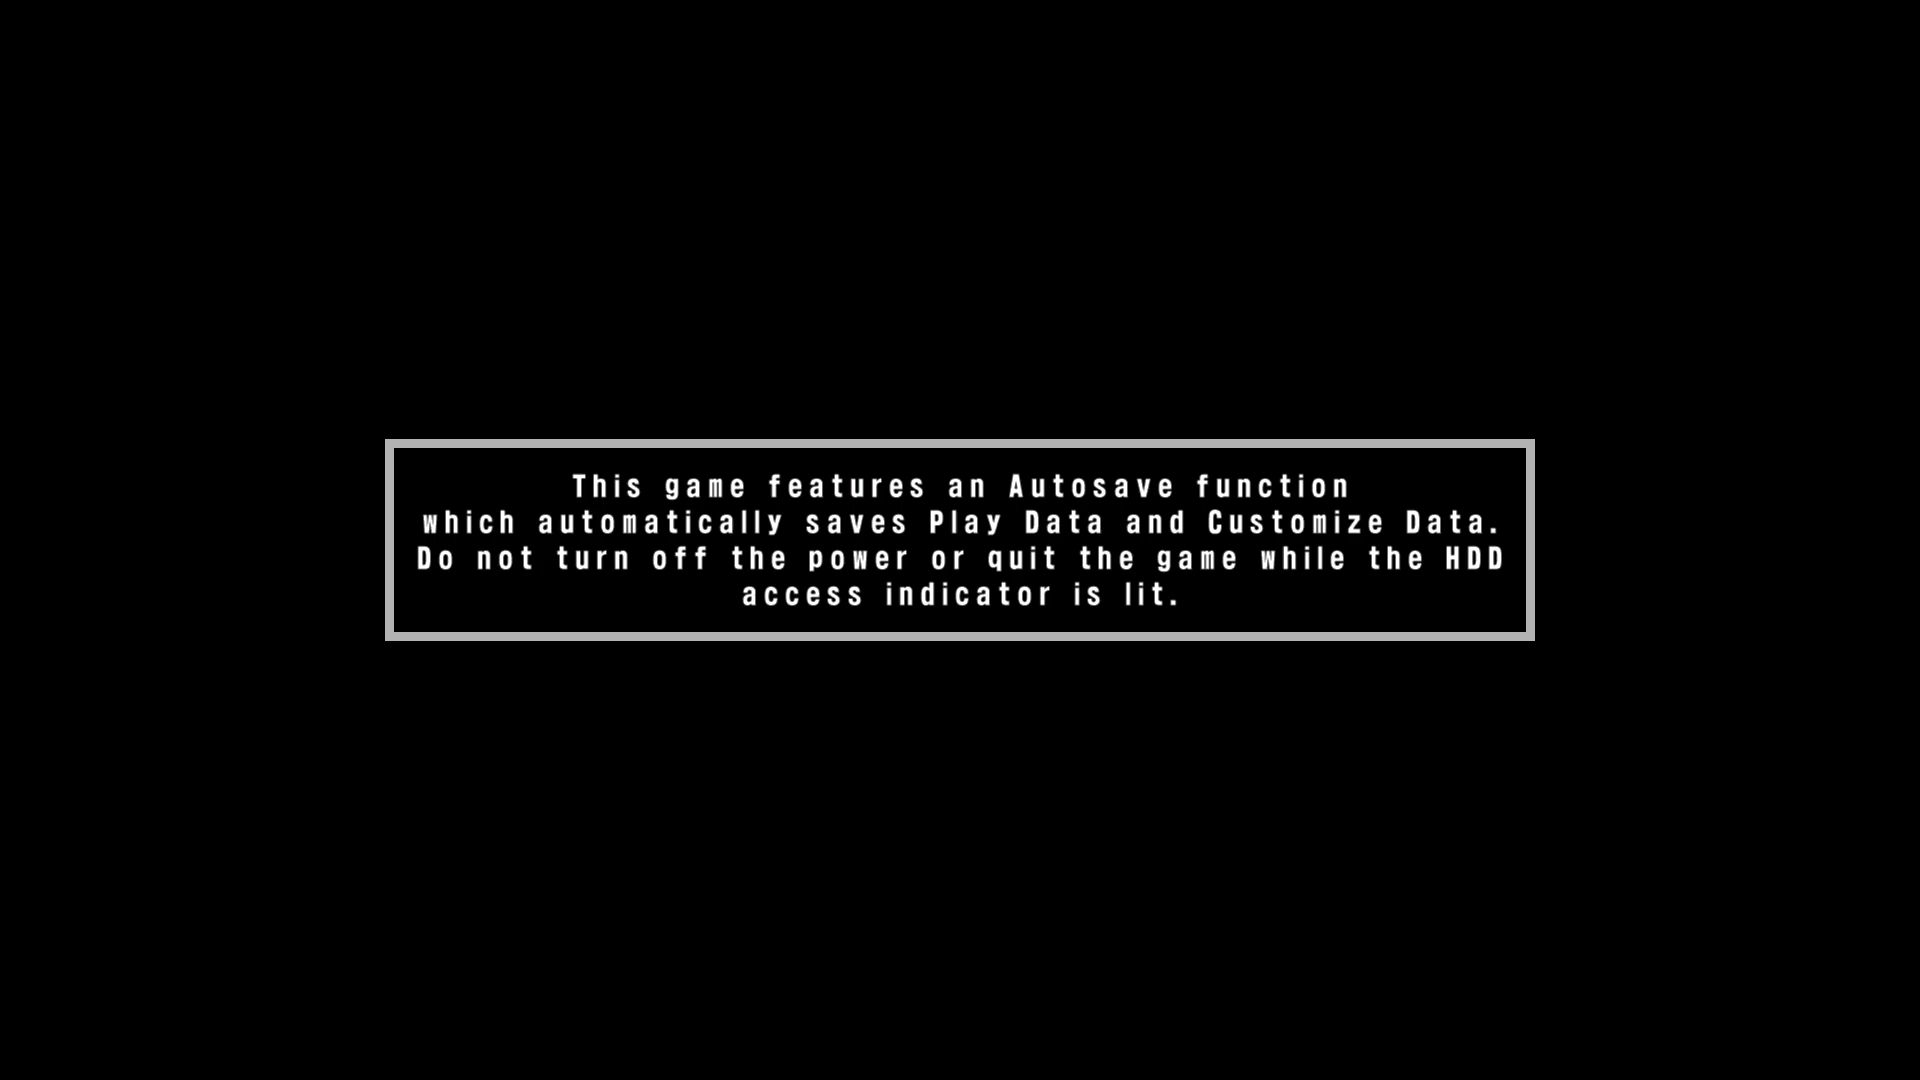 This game features an Autosave function
which automatically saves Play Data and Customize Data.
Do not turn off the power or quit the game while the HDD
access indicator is lit.